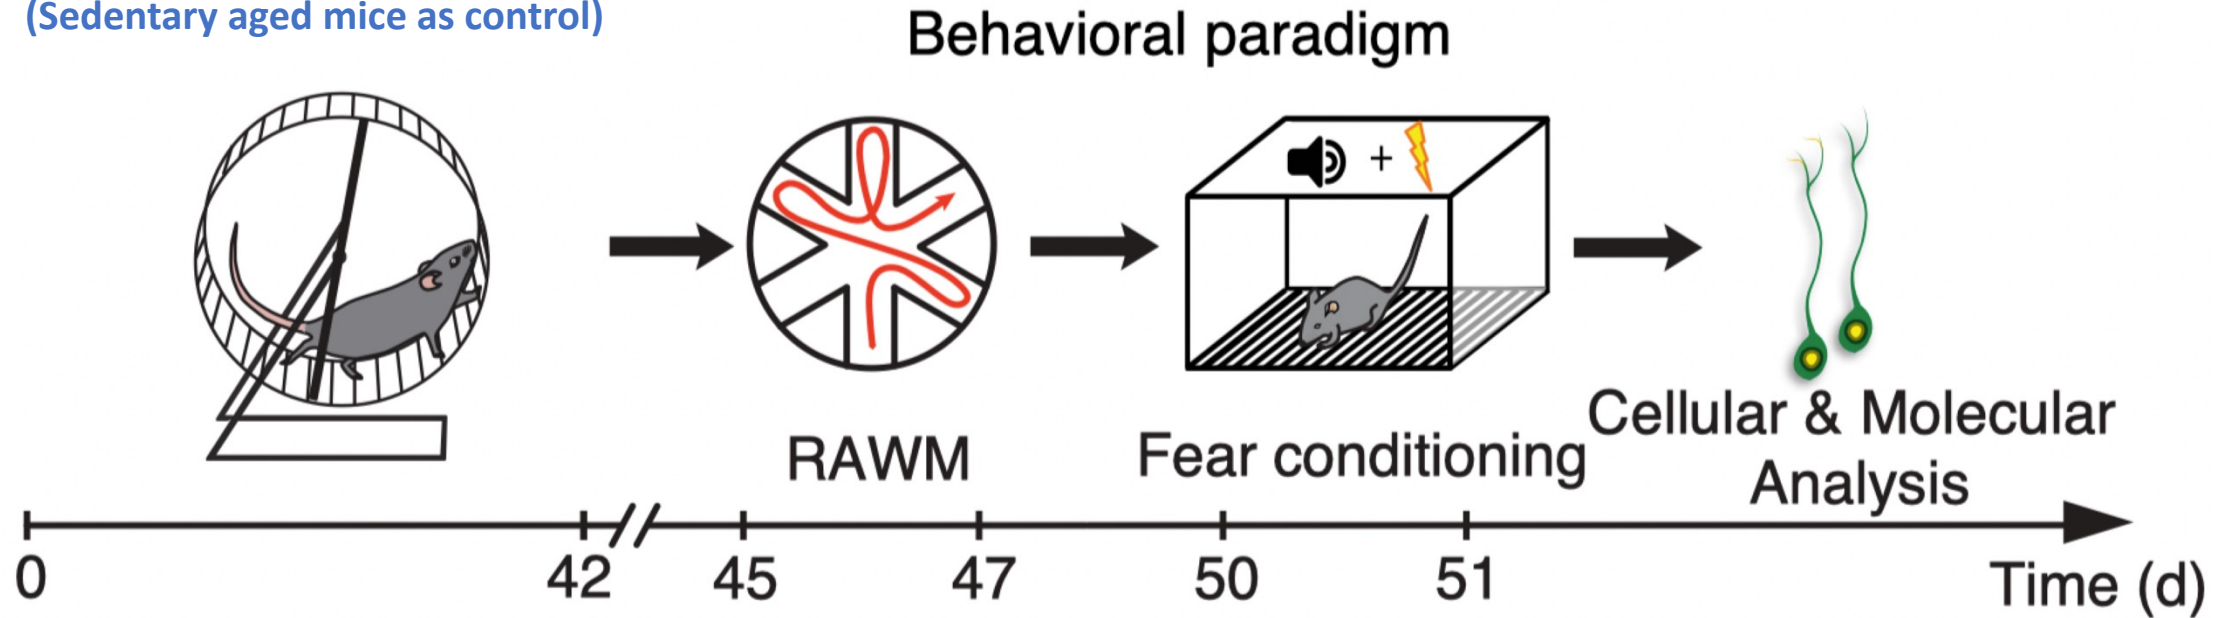 (Sedentary aged mice as control)
Behavioral paradigm
+
RAWM
Fear conditioning
Cellular & Molecular
Analysis
0 42 45 47 50 51 Time (d)